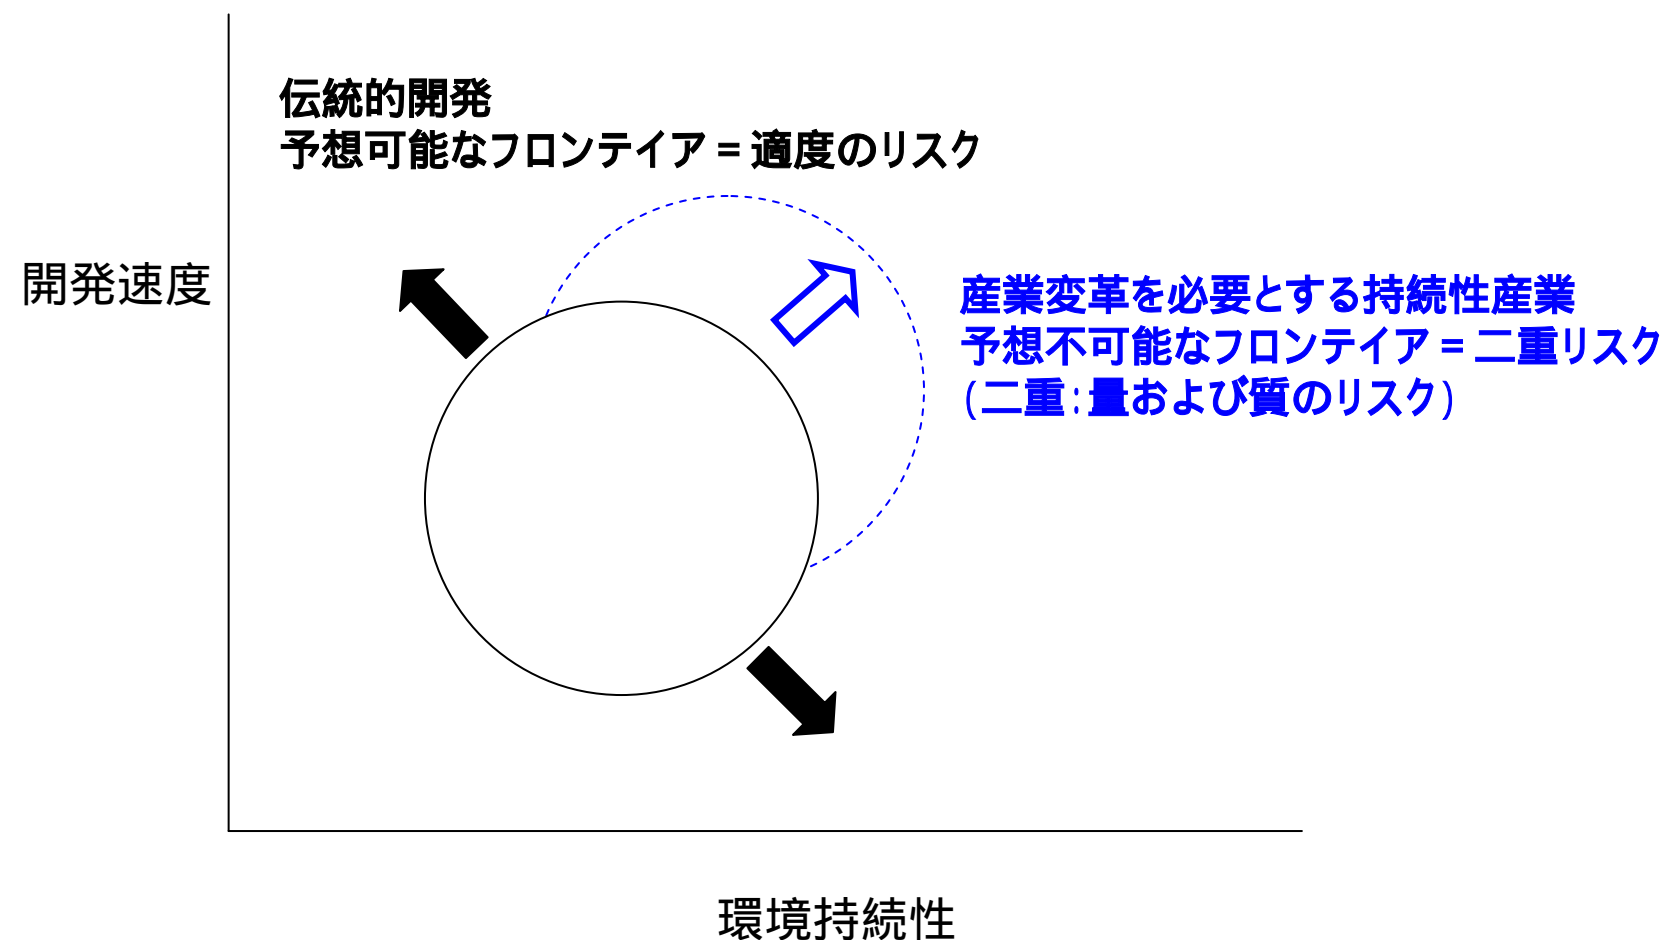 伝統的開発
予想可能なフロンテイア = 適度のリスク
開発速度
産業変革を必要とする持続性産業
予想不可能なフロンテイア = 二重リスク
(二重:量および質のリスク)
環境持続性